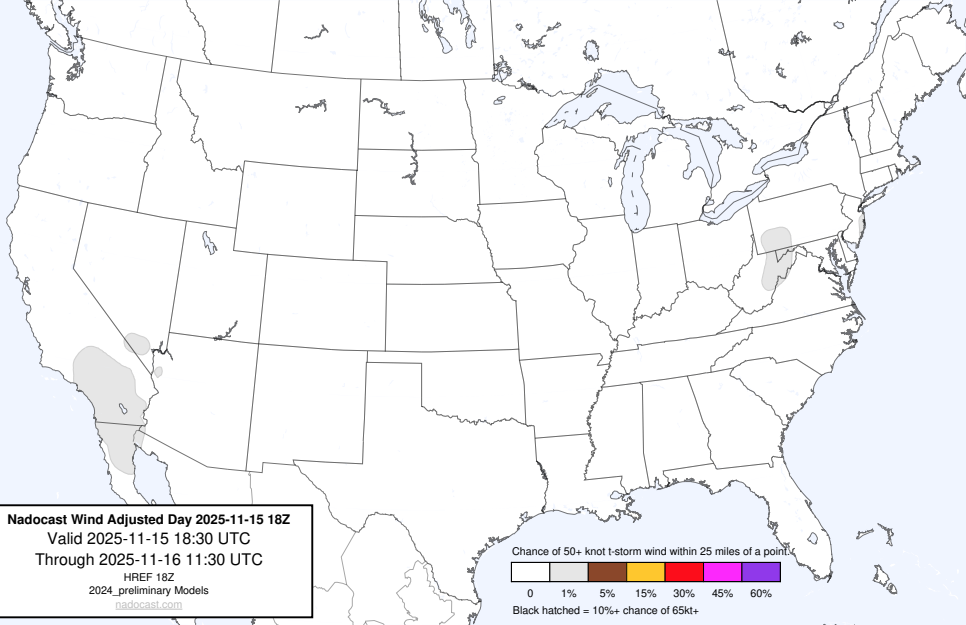 Nadocast Wind Adjusted Day 2025-11-15 18Z
Valid 2025-11-15 18:30 UTC
Through 2025-11-16 11:30 UTC
HREF 18Z
2024_preliminary Models
nadocast.com
Chance of 50+ knot t-storm wind within 25 miles of a point.
0 1% 5% 15% 30% 45% 60%
Black hatched = 10%+ chance of 65kt+